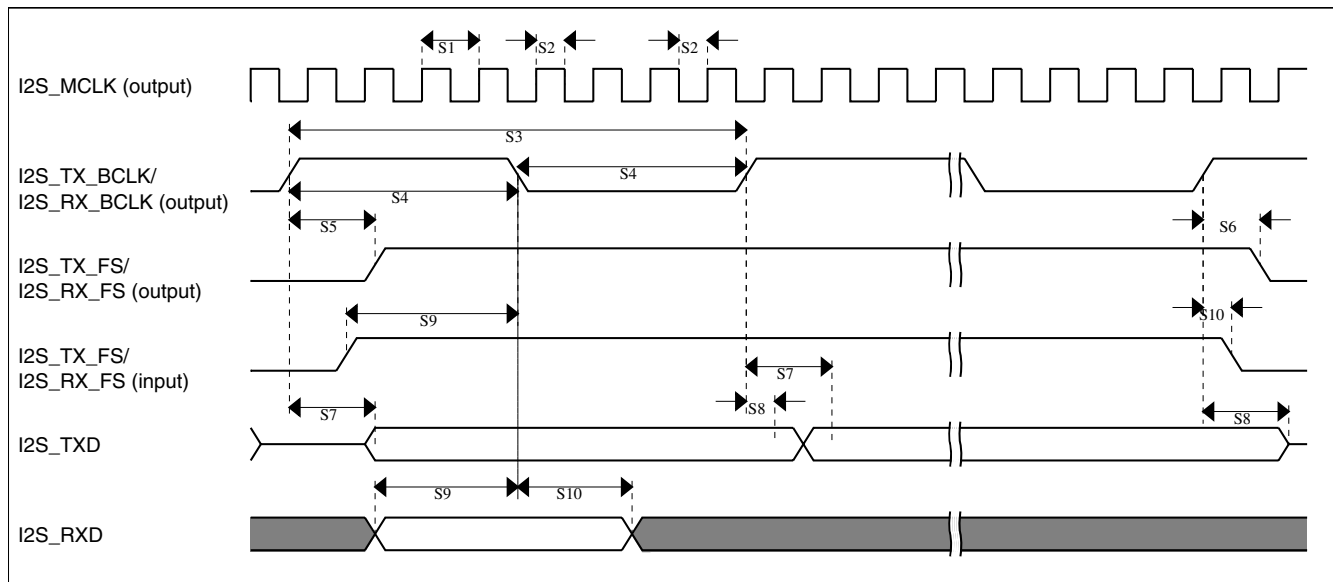 S1
S2
S2
I2S_MCLK (output)
S3
I2S_TX_BCLK/
I2S_RX_BCLK (output)
S4
S4
S5
S6
I2S_TX_FS/
I2S_RX_FS (output)
S9
S10
I2S_TX_FS/
I2S_RX_FS (input)
S7
S7
S8
S8
I2S_TXD
S9
S10
I2S_RXD